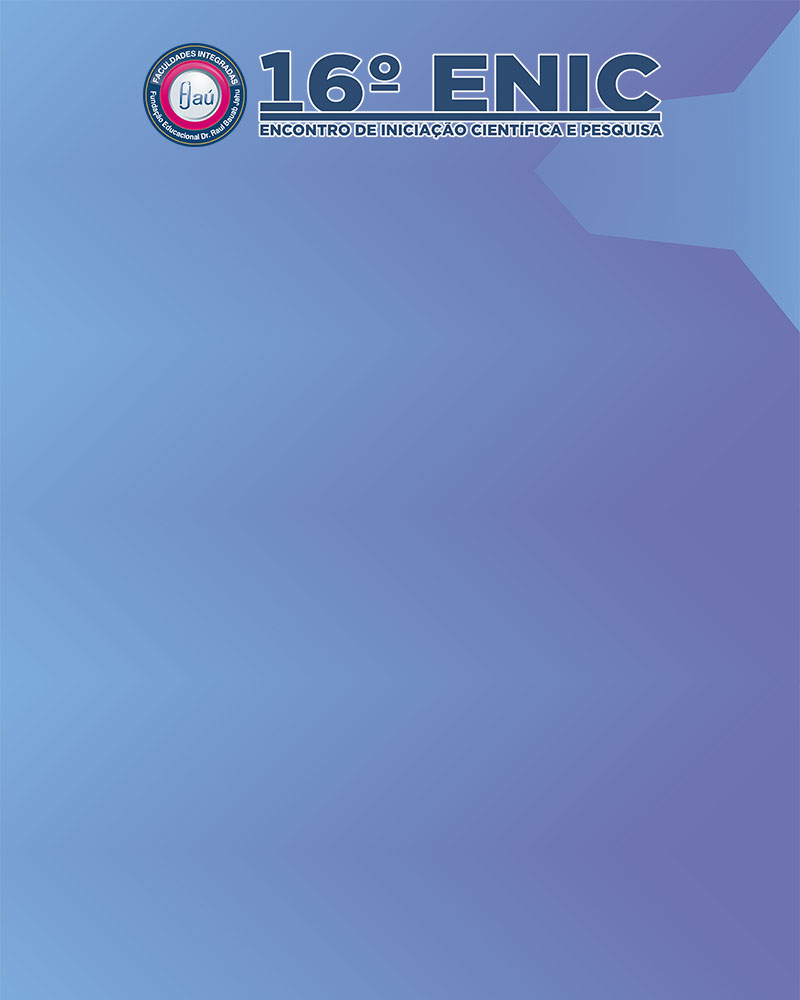 FACULDADES INTEGRADAS
Jaú
Fundação Educacional Dr. Raul Bauab Jahu
16º ENIC
ENCONTRO DE INICIAÇÃO CIENTÍFICA E PESQUISA